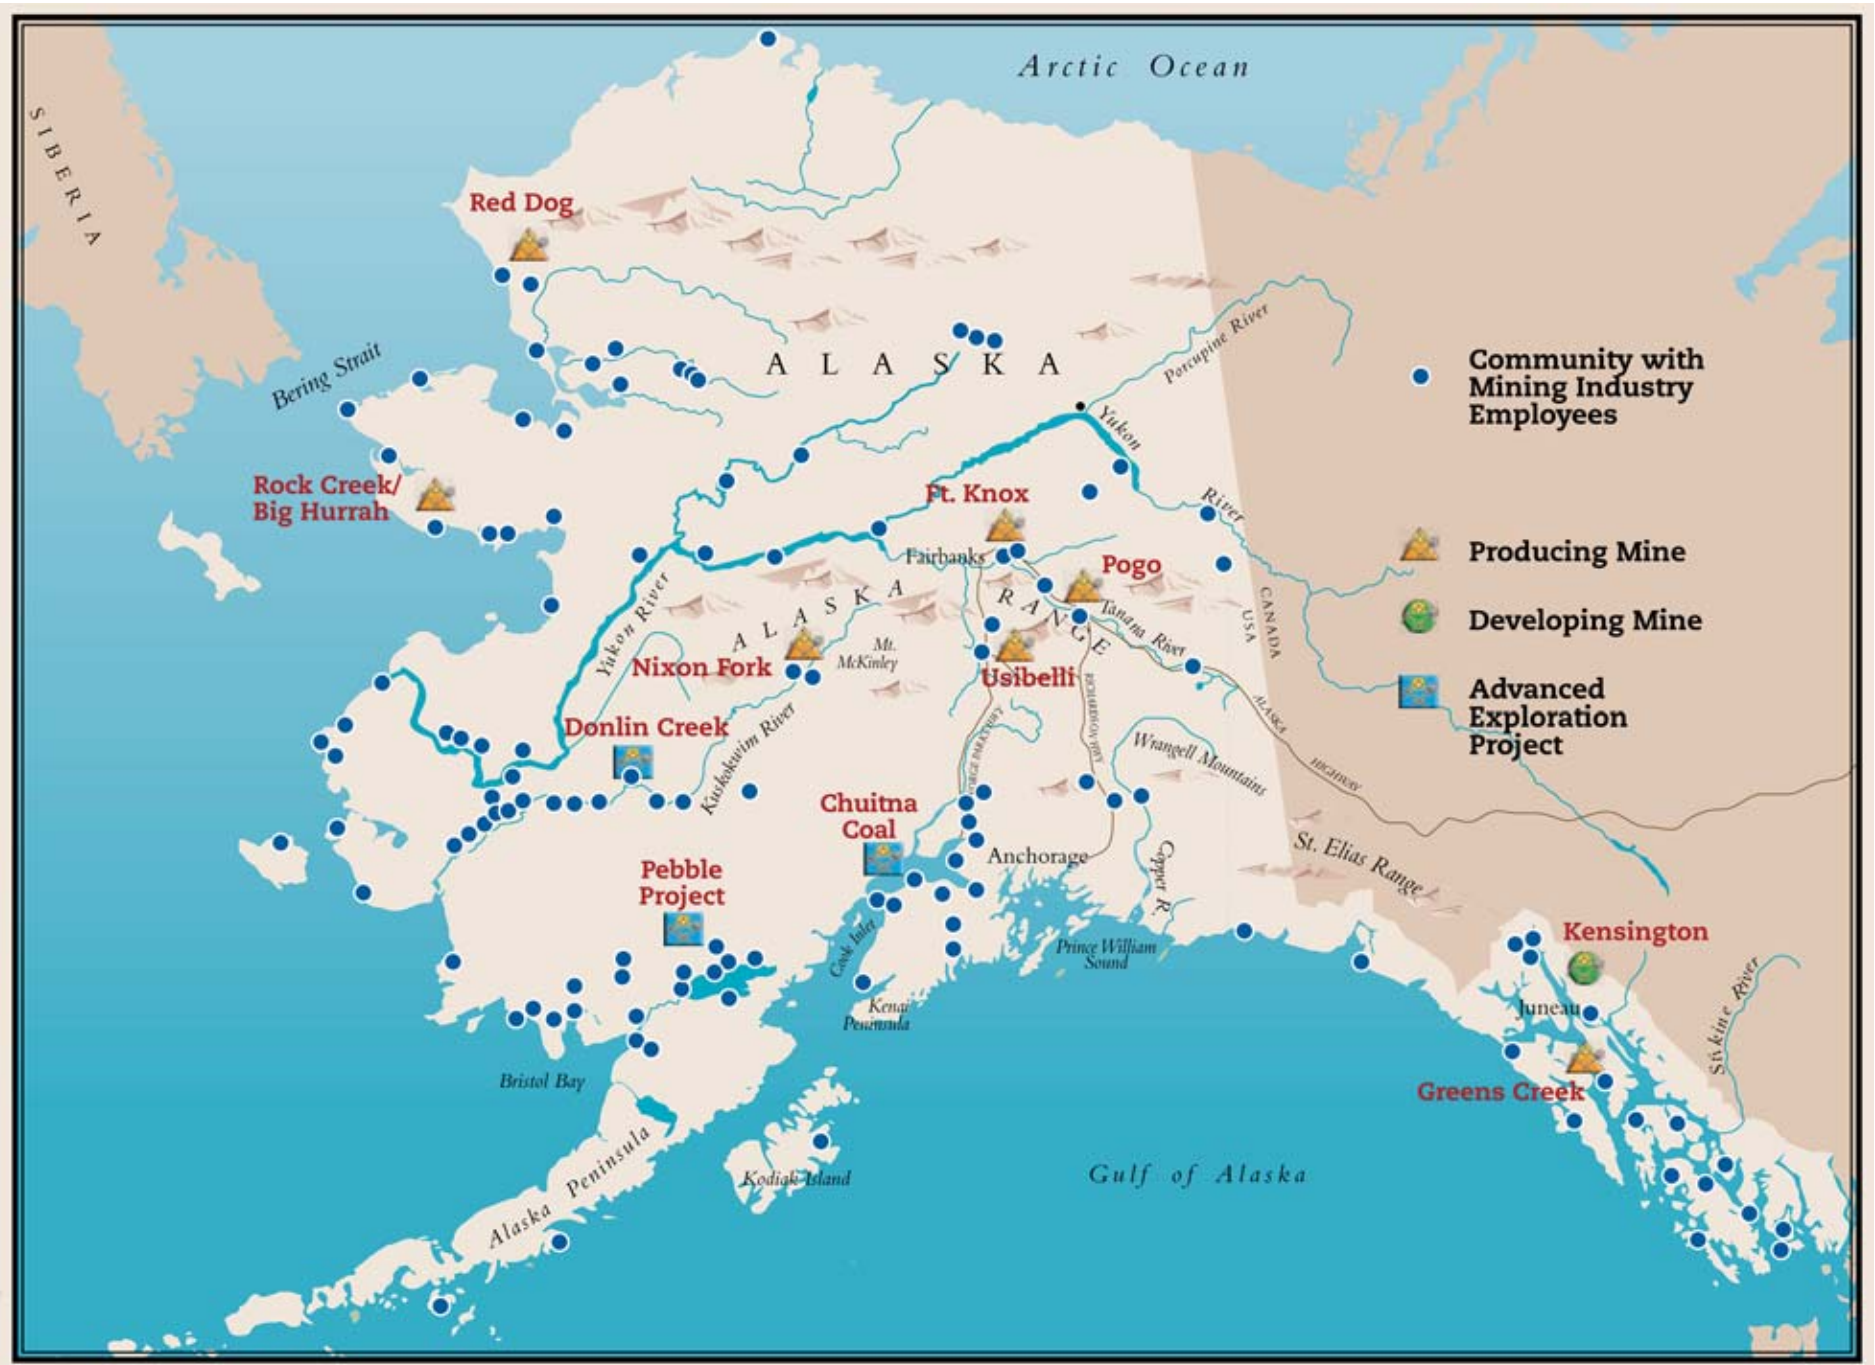 Arctic Ocean
SIBERIA
Red Dog
Bering Strait
ALASKA
Porcupine River
Yukon
River
Community with
Mining Industry
Employees
Rock Creek/
Big Hurrah
Ft. Knox
Fairbanks
Pogo
Producing Mine
CANADA
USA
Developing Mine
Yukon River
ALASKA RANGE
Tanana River
Mt.
McKinley
Nixon Fork
Usibelli
Advanced
Exploration
Project
Donlin Creek
Kuskokwim River
RICHARDSON HWY
ALASKA
HIGHWAY
Wrangell Mountains
Chuitna
Coal
Anchorage
Copper R.
St. Elias Range
Pebble
Project
Cook Inlet
Prince William
Sound
Kensington
Kenai
Peninsula
Juneau
Stikine River
Bristol Bay
Greens Creek
Alaska Peninsula
Kodiak Island
Gulf of Alaska